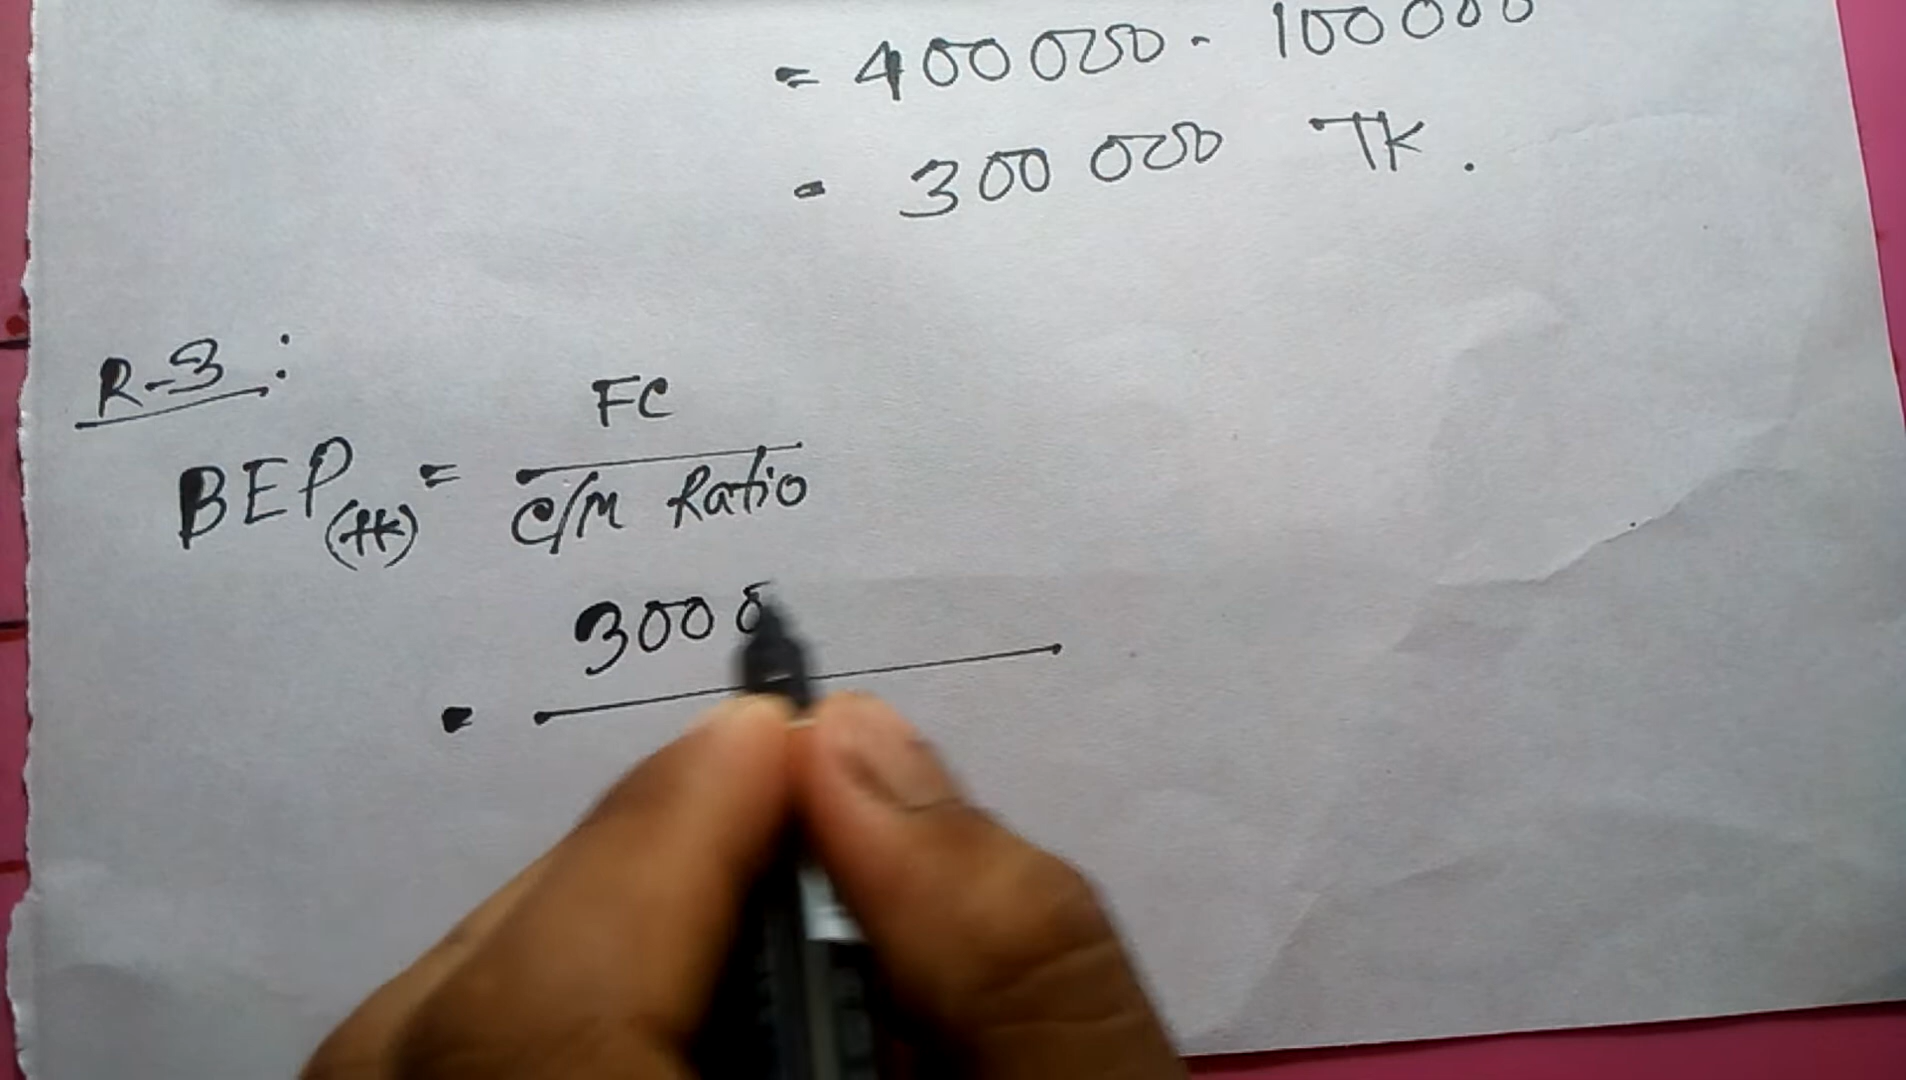 = 400000 - 100000
= 300000 Tk.
R-3:
BEP(tk) = FC
C/M Ratio
= 3000